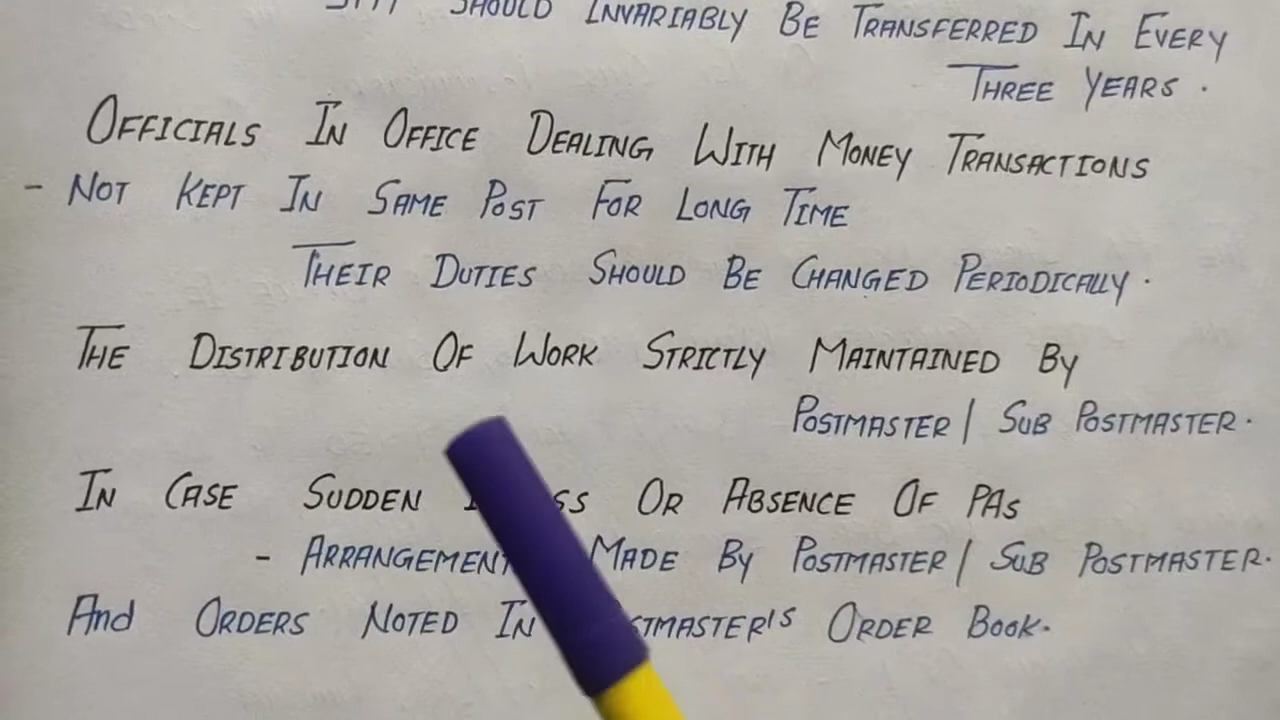 SHOULD INVARIABLY BE TRANSFERRED IN EVERY
THREE YEARS.
OFFICIALS IN OFFICE DEALING WITH MONEY TRANSACTIONS
- NOT KEPT IN SAME POST FOR LONG TIME
THEIR DUTIES SHOULD BE CHANGED PERIODICALLY.
THE DISTRIBUTION OF WORK STRICTLY MAINTAINED BY
POSTMASTER / SUB POSTMASTER.
IN CASE SUDDEN OR ABSENCE OF PAs
- ARRANGEMENT MADE BY POSTMASTER / SUB POSTMASTER.
And ORDERS NOTED IN ORDER BOOK.